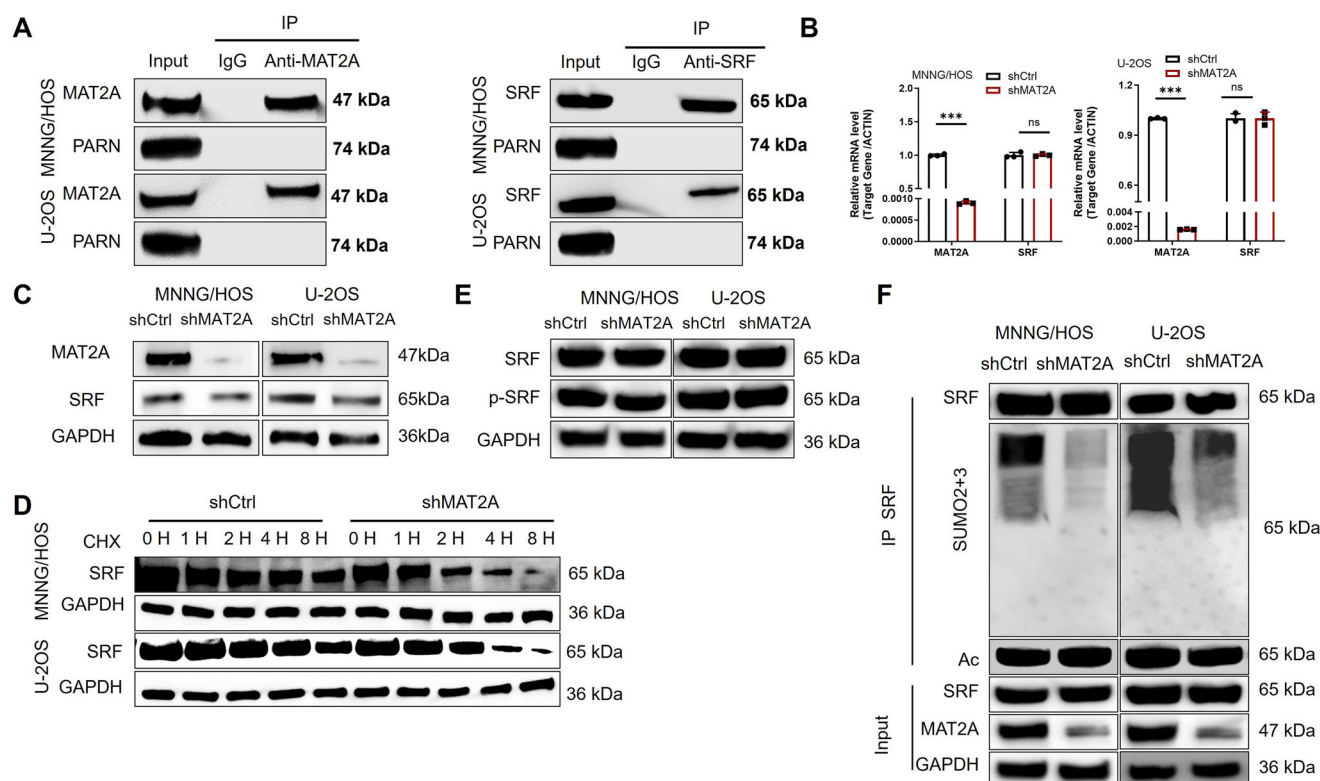 A
IP
Input IgG Anti-MAT2A
MNNG/HOS
MAT2A 47 kDa
PARN 74 kDa
U-2OS
MAT2A 47 kDa
PARN 74 kDa
IP
Input IgG Anti-SRF
MNNG/HOS
SRF 65 kDa
PARN 74 kDa
U-2OS
SRF 65 kDa
PARN 74 kDa
B
MNNG/HOS
shCtrl
shMAT2A
Relative mRNA level
(Target Gene /ACTIN)
2.0
1.5
1.0
0.5
0.0010
0.0005
0.0000
***
ns
MAT2A SRF
U-2OS
shCtrl
shMAT2A
Relative mRNA level
(Target Gene /ACTIN)
1.2
1.0
0.8
0.6
0.004
0.002
0.000
***
ns
MAT2A SRF
C
MNNG/HOS U-2OS
shCtrl shMAT2A shCtrl shMAT2A
MAT2A 47kDa
SRF 65kDa
GAPDH 36kDa
E
MNNG/HOS U-2OS
shCtrl shMAT2A shCtrl shMAT2A
SRF 65 kDa
p-SRF 65 kDa
GAPDH 36 kDa
D
shCtrl shMAT2A
CHX 0 H 1 H 2 H 4 H 8 H 0 H 1 H 2 H 4 H 8 H
MNNG/HOS
SRF 65 kDa
GAPDH 36 kDa
U-2OS
SRF 65 kDa
GAPDH 36 kDa
F
MNNG/HOS U-2OS
shCtrl shMAT2A shCtrl shMAT2A
IP SRF
SRF 65 kDa
SUMO2+3
65 kDa
Ac 65 kDa
Input
SRF 65 kDa
MAT2A 47 kDa
GAPDH 36 kDa